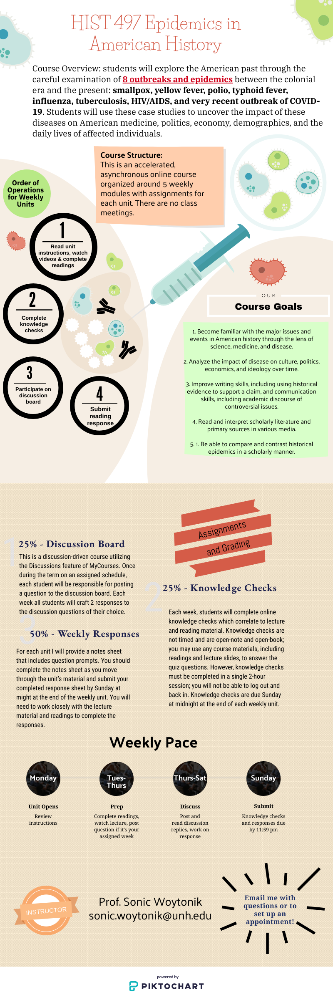 HIST 497 Epidemics in
American History
Course Overview: students will explore the American past through the
careful examination of 8 outbreaks and epidemics between the colonial
era and the present: smallpox, yellow fever, polio, typhoid fever,
influenza, tuberculosis, HIV/AIDS, and very recent outbreak of COVID-
19. Students will use these case studies to uncover the impact of these
diseases on American medicine, politics, economy, demographics, and the
daily lives of affected individuals.
Course Structure:
This is an accelerated,
asynchronous online course
organized around 5 weekly
modules with assignments for
each unit. There are no class
meetings.
Order of
Operations
for Weekly
Units
1
Read unit
instructions, watch
videos & complete
readings
2
Complete
knowledge
checks
3
Participate on
discussion
board
4
Submit
reading
response
OUR
Course Goals
1. Become familiar with the major issues and
events in American history through the lens of
science, medicine, and disease.
2. Analyze the impact of disease on culture, politics,
economics, and ideology over time.
3. Improve writing skills, including using historical
evidence to support a claim, and communication
skills, including academic discourse of
controversial issues.
4. Read and interpret scholarly literature and
primary sources in various media.
5. 1. Be able to compare and contrast historical
epidemics in a scholarly manner.
Assignments
and Grading
1
25% - Discussion Board
This is a discussion-driven course utilizing
the Discussions feature of MyCourses. Once
during the term on an assigned schedule,
each student will be responsible for posting
a question to the discussion board. Each
week all students will craft 2 responses to
the discussion questions of their choice.
2
25% - Knowledge Checks
Each week, students will complete online
knowledge checks which correlate to lecture
and reading material. Knowledge checks are
not timed and are open-note and open-book;
you may use any course materials, including
readings and lecture slides, to answer the
quiz questions. However, knowledge checks
must be completed in a single 2-hour
session; you will not be able to log out and
back in. Knowledge checks are due Sunday
at midnight at the end of each weekly unit.
3
50% - Weekly Responses
For each unit I will provide a notes sheet
that includes question prompts. You should
complete the notes sheet as you move
through the unit's material and submit your
completed response sheet by Sunday at
might at the end of the weekly unit. You will
need to work closely with the lecture
material and readings to complete the
responses.
Weekly Pace
Monday
Unit Opens
Review
instructions
Tues-
Thurs
Prep
Complete readings,
watch lecture, post
question if it's your
assigned week
Thurs-Sat
Discuss
Post and
read discussion
replies, work on
response
Sunday
Submit
Knowledge checks
and responses due
by 11:59 pm
INSTRUCTOR
Prof. Sonic Woytonik
sonic.woytonik@unh.edu
Email me with
questions or to
set up an
appointment!
powered by
PIKTOCHART